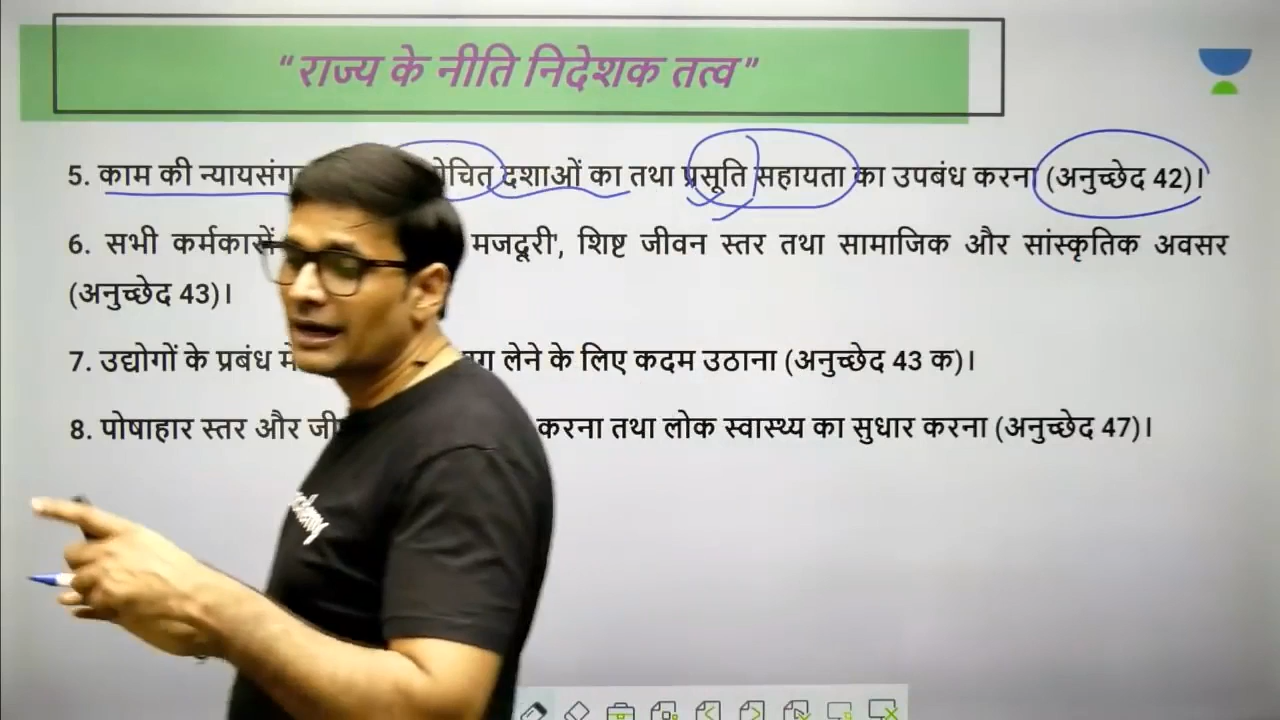 “राज्य के नीति निदेशक तत्व”
5. काम की न्यायसंग दशाओं का तथा प्रसूति सहायता का उपबंध करना (अनुच्छेद 42)।
6. सभी कर्मकारों मजदूरी', शिष्ट जीवन स्तर तथा सामाजिक और सांस्कृतिक अवसर
(अनुच्छेद 43)।
7. उद्योगों के प्रबंध लेने के लिए कदम उठाना (अनुच्छेद 43 क)।
8. पोषाहार स्तर और करना तथा लोक स्वास्थ्य का सुधार करना (अनुच्छेद 47)।